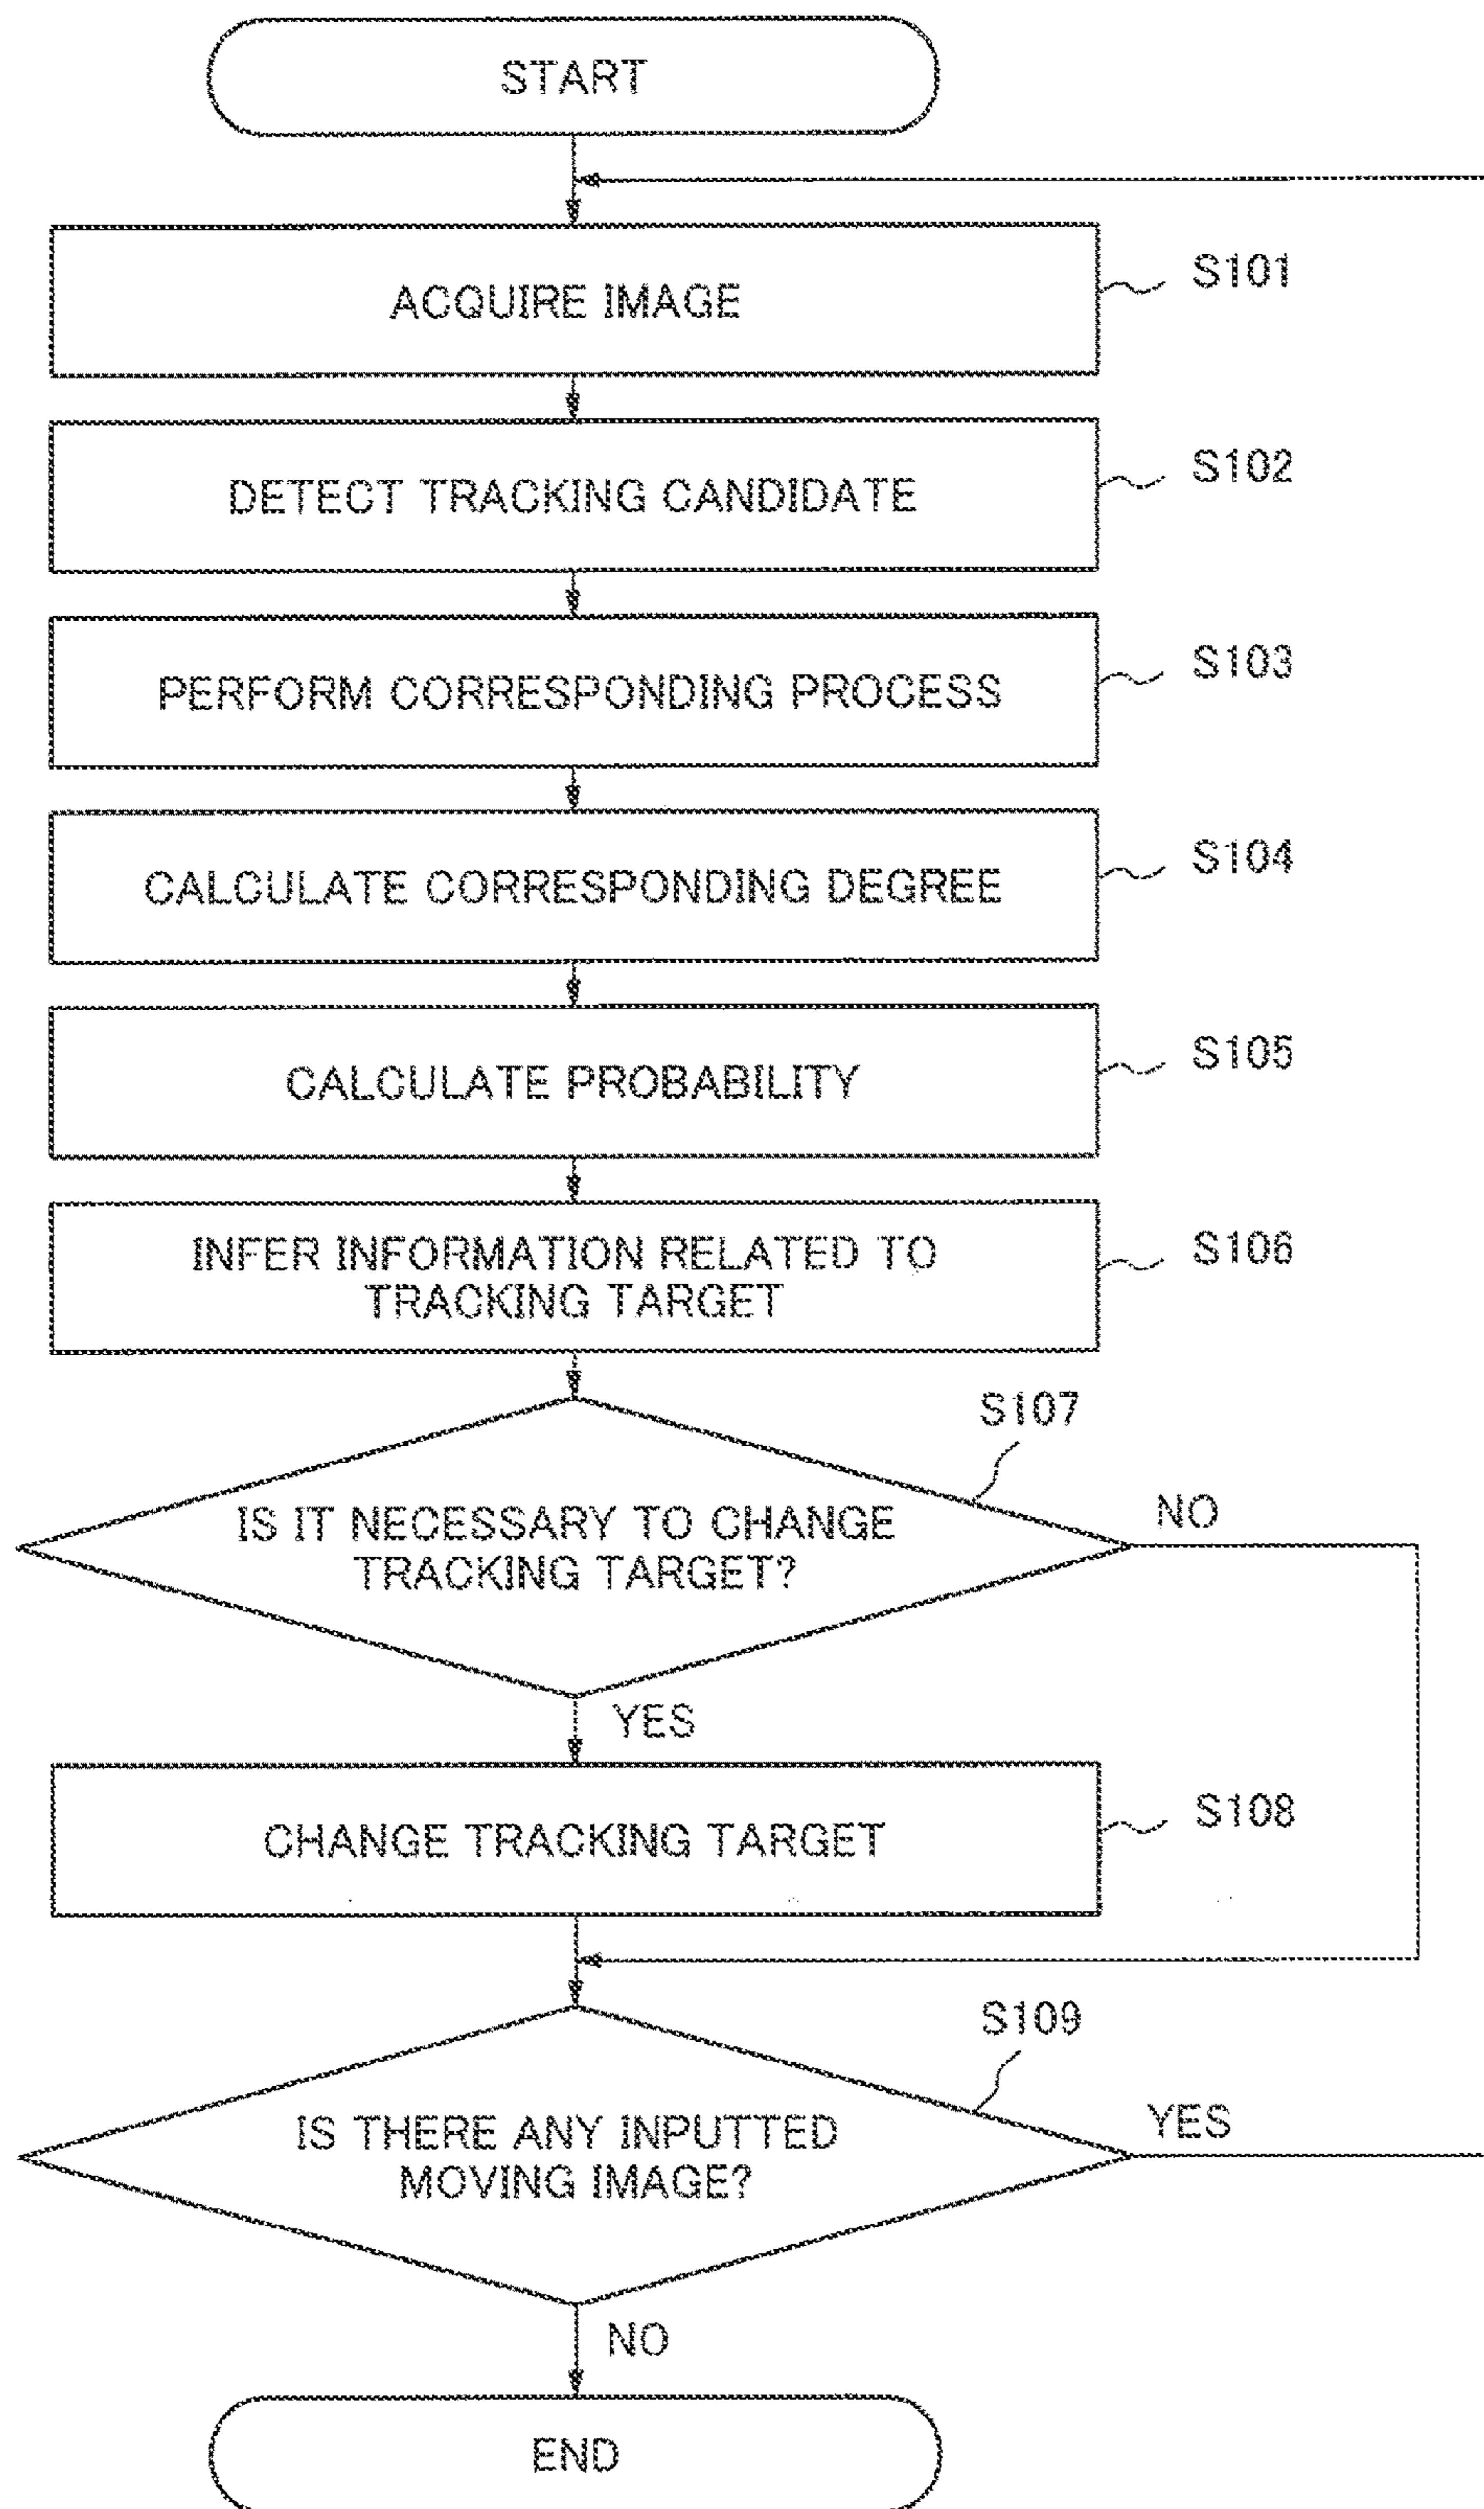 START
ACQUIRE IMAGE
S101
DETECT TRACKING CANDIDATE
S102
PERFORM CORRESPONDING PROCESS
S103
CALCULATE CORRESPONDING DEGREE
S104
CALCULATE PROBABILITY
S105
INFER INFORMATION RELATED TO
TRACKING TARGET
S106
S107
IS IT NECESSARY TO CHANGE
TRACKING TARGET?
NO
YES
CHANGE TRACKING TARGET
S108
S109
IS THERE ANY INPUTTED
MOVING IMAGE?
YES
NO
END